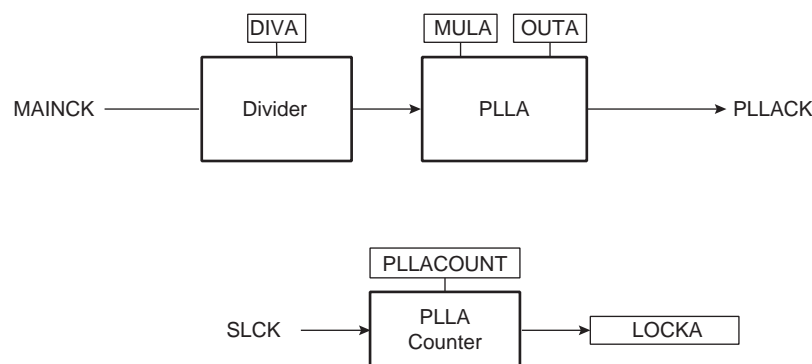 DIVA
MULA
OUTA
MAINCK
Divider
PLLA
PLLACK
PLLACOUNT
SLCK
PLLA
Counter
LOCKA